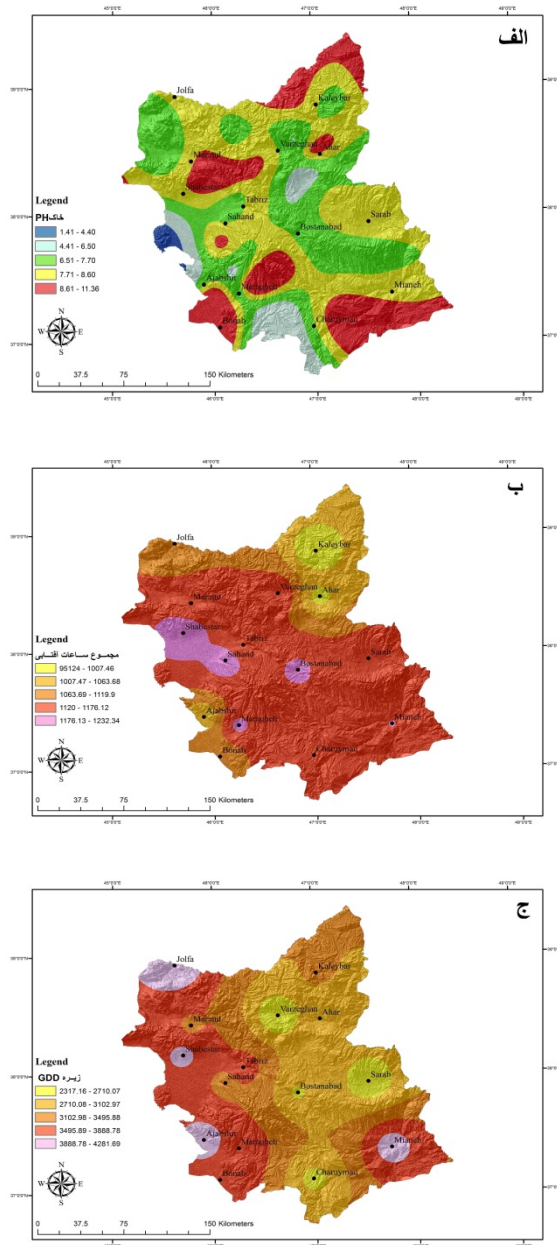 الف
Jolfa
Kaleybar
Varzeghan
Ahar
Marand
Shabestar
Tabriz
Sahand
Sarab
Bostanabad
Ajabshir
Maragheh
Mianeh
Bonab
Charuymaq
Legend
PH خاک
1.41 - 4.40
4.41 - 6.50
6.51 - 7.70
7.71 - 8.60
8.61 - 11.36
N
W E
S
0 37.5 75 150 Kilometers
ب
Jolfa
Kaleybar
Varzeghan
Ahar
Marand
Shabestar
Tabriz
Sahand
Sarab
Bostanabad
Ajabshir
Maragheh
Mianeh
Bonab
Charuymaq
Legend
مجموع ساعات آفتابی
95124 - 1007.46
1007.47 - 1063.68
1063.69 - 1119.9
1120 - 1176.12
1176.13 - 1232.34
N
W E
S
0 37.5 75 150 Kilometers
ج
Jolfa
Kaleybar
Varzeghan
Ahar
Marand
Shabestar
Tabriz
Sahand
Sarab
Bostanabad
Ajabshir
Maragheh
Mianeh
Bonab
Charuymaq
Legend
GDD زیره
2317.16 - 2710.07
2710.08 - 3102.97
3102.98 - 3495.88
3495.89 - 3888.78
3888.78 - 4281.69
N
W E
S
0 37.5 75 150 Kilometers